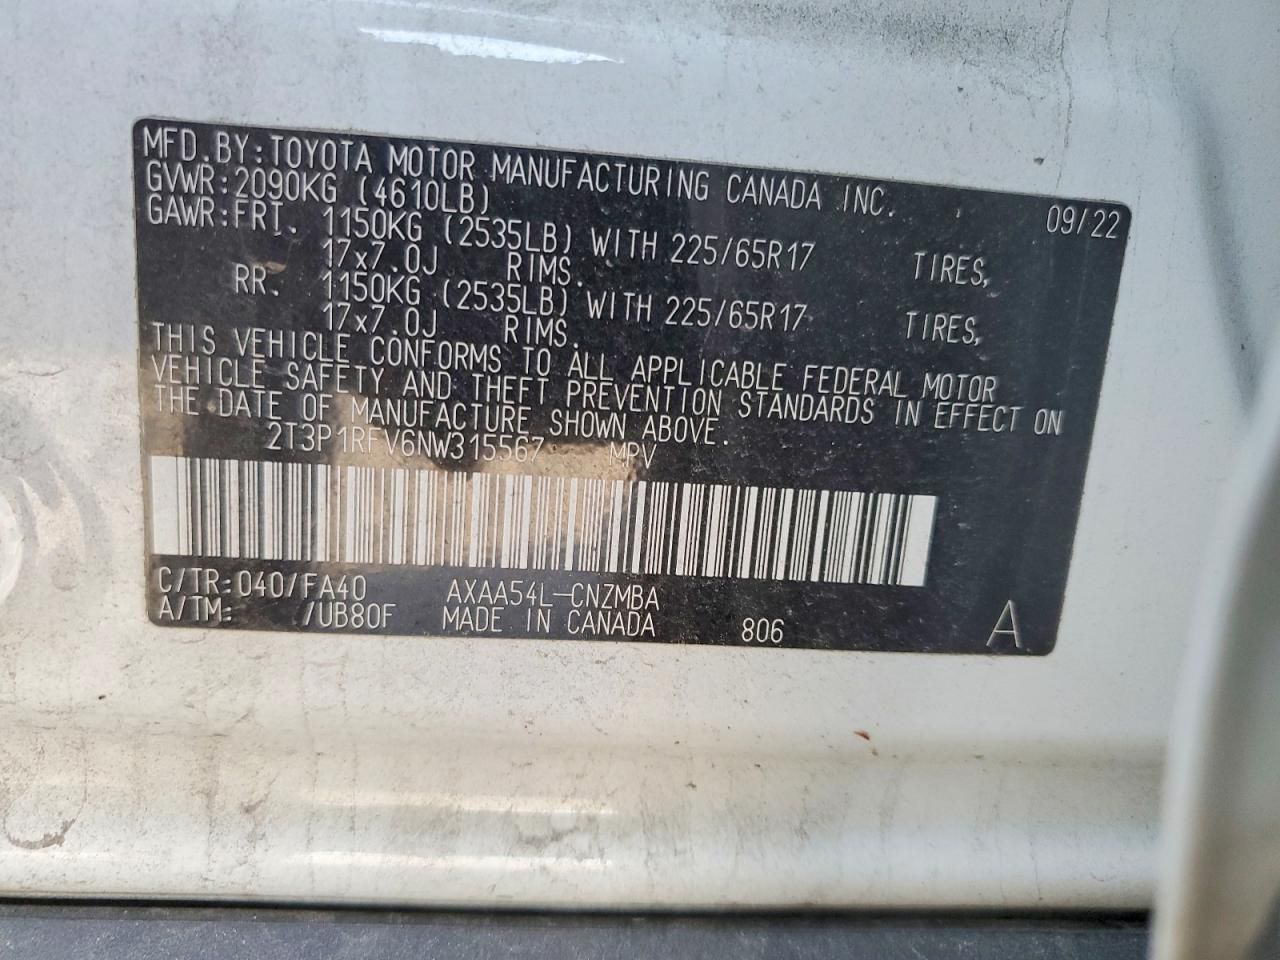 MFD.BY:TOYOTA MOTOR MANUFACTURING CANADA INC. 09/22
GVWR:2090KG (4610LB)
GAWR:FRT. 1150KG (2535LB) WITH 225/65R17 TIRES,
17x7.0J RIMS.
RR. 1150KG (2535LB) WITH 225/65R17 TIRES,
17x7.0J RIMS.
THIS VEHICLE CONFORMS TO ALL APPLICABLE FEDERAL MOTOR
VEHICLE SAFETY AND THEFT PREVENTION STANDARDS IN EFFECT ON
THE DATE OF MANUFACTURE SHOWN ABOVE.
2T3P1RFV6NW315567 MPV
C/TR:040/FA40 AXAA54L-CNZMBA
A/TM: /UB80F MADE IN CANADA 806 A